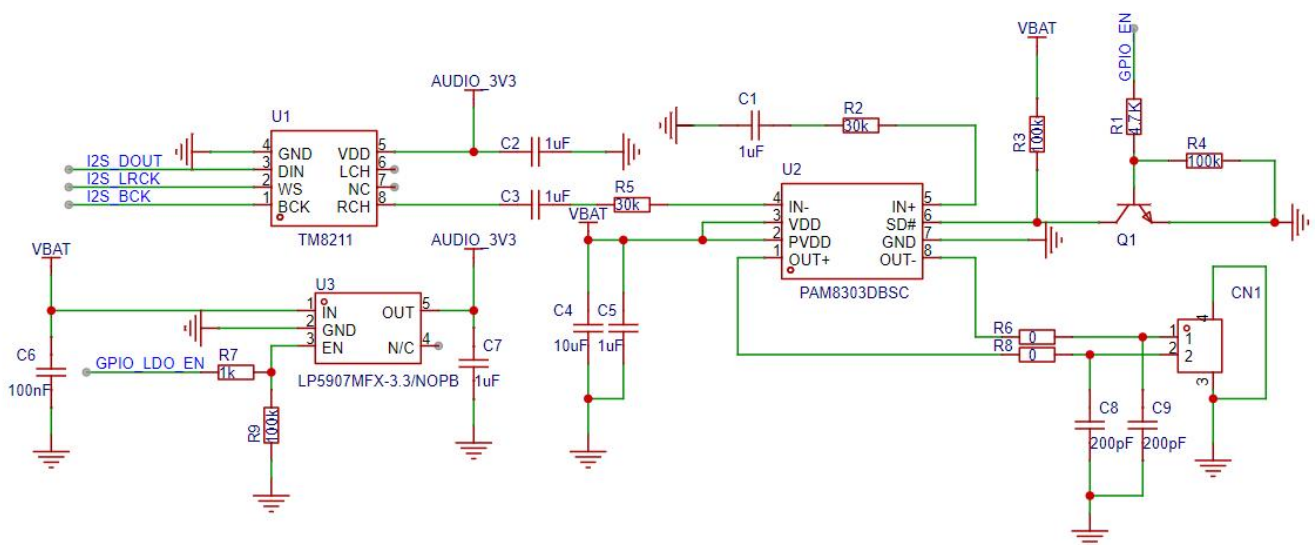 VBAT
GPIO_EN
AUDIO_3V3
U1
C1
1uF
R2
30k
R3
100k
R1
4.7K
R4
100k
4 GND VDD 5
3 DIN LCH 6
2 WS NC 7
1 BCK RCH 8
I2S_DOUT
I2S_LRCK
I2S_BCK
TM8211
C2
1uF
C3
1uF
R5
30k
VBAT
U2
4 IN- IN+ 5
3 VDD SD# 6
2 PVDD GND 7
1 OUT+ OUT- 8
PAM8303DBSC
Q1
VBAT
AUDIO_3V3
U3
1 IN OUT 5
2 GND
3 EN N/C 4
LP5907MFX-3.3/NOPB
C6
100nF
GPIO_LDO_EN
R7
1k
R9
100k
C7
1uF
C4
10uF
C5
1uF
R6
0
R8
0
CN1
4
1 1
2 2
3
C8
200pF
C9
200pF